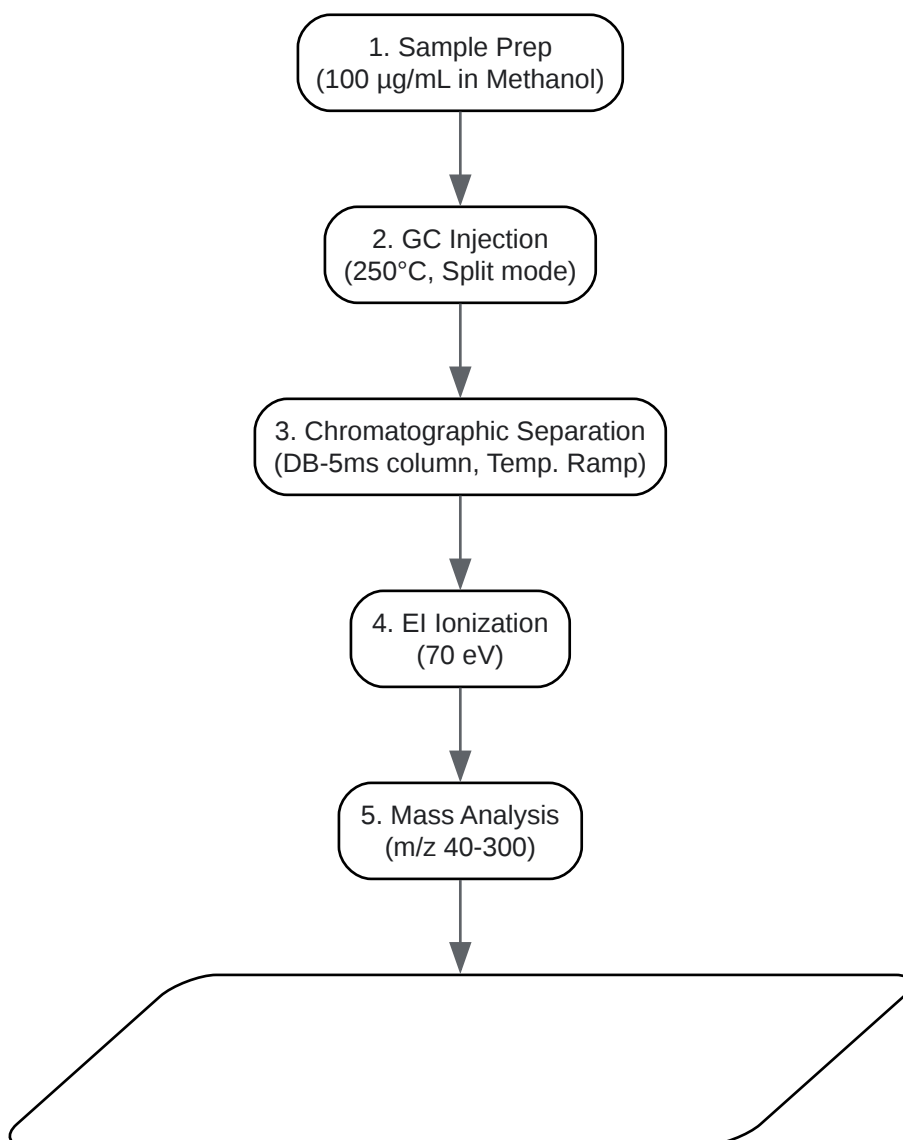 1. Sample Prep
(100 µg/mL in Methanol)
2. GC Injection
(250°C, Split mode)
3. Chromatographic Separation
(DB-5ms column, Temp. Ramp)
4. EI Ionization
(70 eV)
5. Mass Analysis
(m/z 40-300)